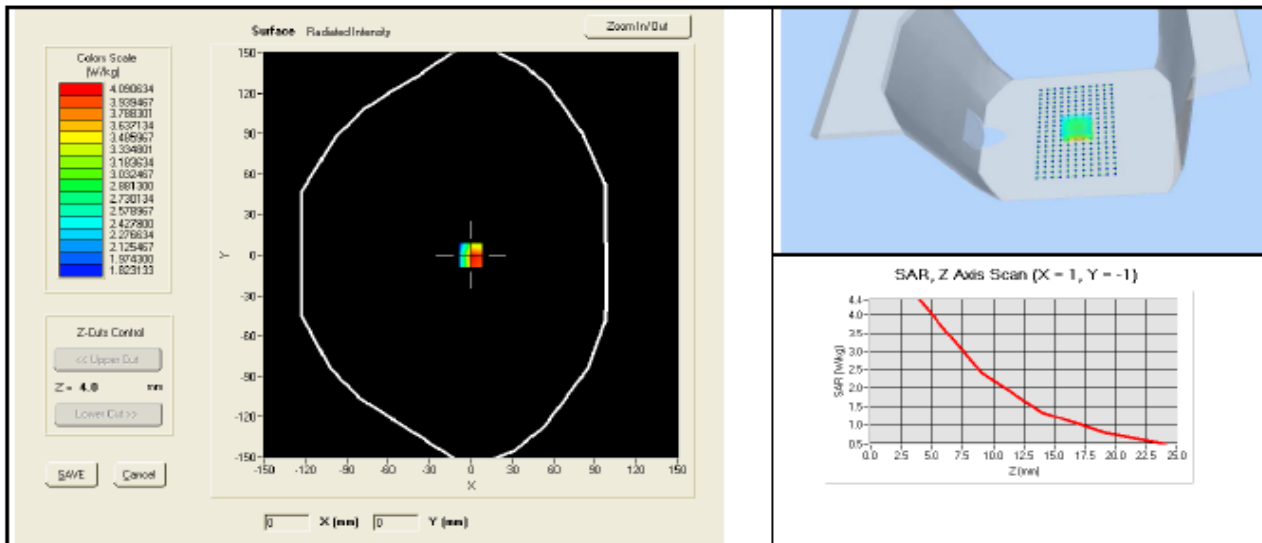 Surface Radiated Intensity
Zoom In/Out
Colors Scale
(W/kg)
4.090634
3.939467
3.788301
3.637134
3.485967
3.334801
3.183634
3.032467
2.881300
2.730134
2.578967
2.427800
2.276634
2.125467
1.974300
1.823133
Z-Cuts Control
<< Upper Cut
Z = 4.0 mm
Lower Cut >>
SAVE Cancel
150
120
90
60
30
0
-30
-60
-90
-120
-150
Y
-150 -120 -90 -60 -30 0 30 60 90 120 150
X
0 X (mm) 0 Y (mm)
SAR, Z Axis Scan (X = 1, Y = -1)
4.4
4.0
3.5
3.0
2.5
2.0
1.5
1.0
0.5
SAR (W/kg)
0.0 2.5 5.0 7.5 10.0 12.5 15.0 17.5 20.0 22.5 25.0
Z (mm)